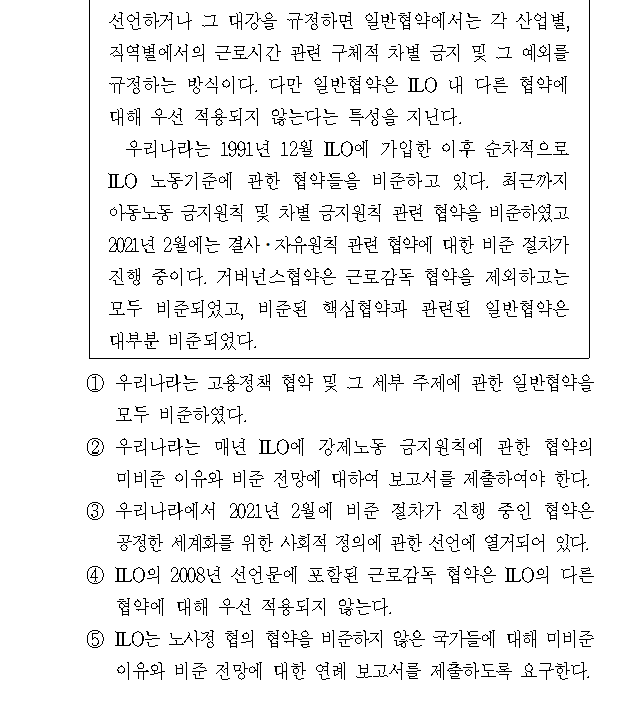 선언하거나 그 대강을 규정하면 일반협약에서는 각 산업별,
직역별에서의 근로시간 관련 구체적 차별 금지 및 그 예외를
규정하는 방식이다. 다만 일반협약은 ILO 내 다른 협약에
대해 우선 적용되지 않는다는 특성을 지닌다.
우리나라는 1991년 12월 ILO에 가입한 이후 순차적으로
ILO 노동기준에 관한 협약들을 비준하고 있다. 최근까지
아동노동 금지원칙 및 차별 금지원칙 관련 협약을 비준하였고
2021년 2월에는 결사·자유원칙 관련 협약에 대한 비준 절차가
진행 중이다. 거버넌스협약은 근로감독 협약을 제외하고는
모두 비준되었고, 비준된 핵심협약과 관련된 일반협약은
대부분 비준되었다.
① 우리나라는 고용정책 협약 및 그 세부 주제에 관한 일반협약을
모두 비준하였다.
② 우리나라는 매년 ILO에 강제노동 금지원칙에 관한 협약의
미비준 이유와 비준 전망에 대하여 보고서를 제출하여야 한다.
③ 우리나라에서 2021년 2월에 비준 절차가 진행 중인 협약은
공정한 세계화를 위한 사회적 정의에 관한 선언에 열거되어 있다.
④ ILO의 2008년 선언문에 포함된 근로감독 협약은 ILO의 다른
협약에 대해 우선 적용되지 않는다.
⑤ ILO는 노사정 협의 협약을 비준하지 않은 국가들에 대해 미비준
이유와 비준 전망에 대한 연례 보고서를 제출하도록 요구한다.